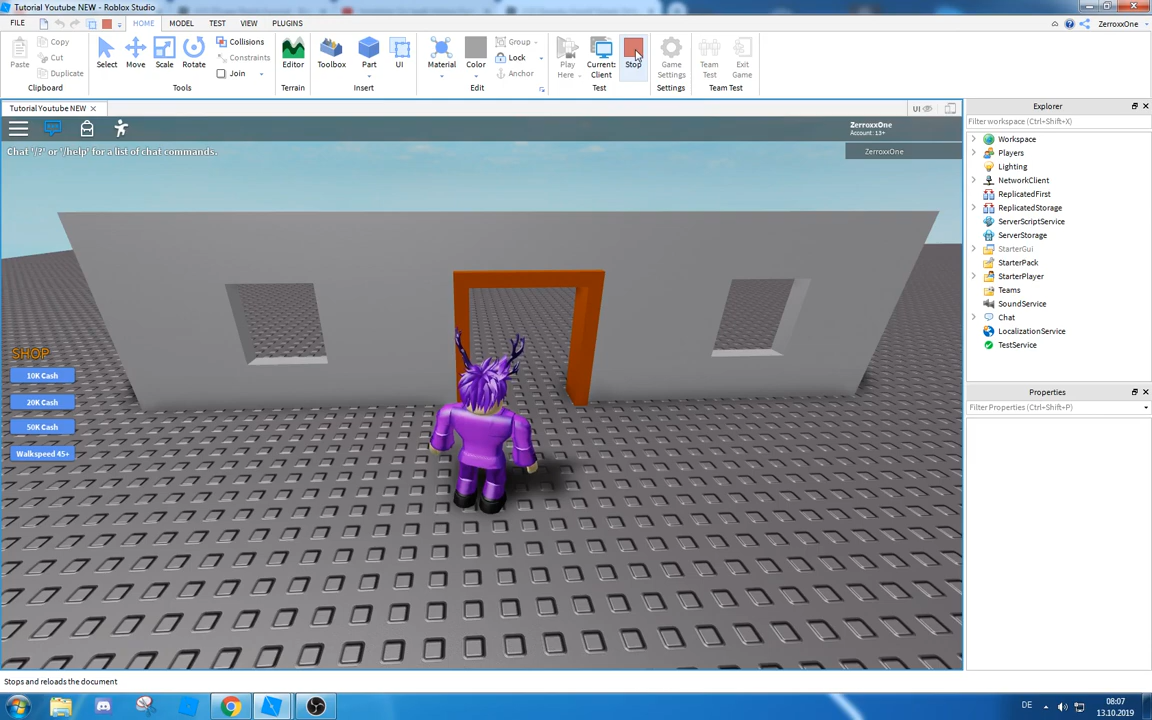 Tutorial Youtube NEW - Roblox Studio
FILE HOME MODEL TEST VIEW PLUGINS ZerroxxOne
Paste
Copy
Cut
Duplicate
Clipboard
Select
Move
Scale
Rotate
Collisions
Constraints
Join
Tools
Editor
Terrain
Toolbox
Part
UI
Insert
Material
Color
Group
Lock
Anchor
Edit
Play
Here
Current:
Client
Stop
Test
Game
Settings
Settings
Team
Test
Exit
Game
Team Test
Tutorial Youtube NEW
UI
ZerroxxOne
Account: 13+
Chat '/?' or '/help' for a list of chat commands.
ZerroxxOne
SHOP
10K Cash
20K Cash
50K Cash
Walkspeed 45+
Explorer
Filter workspace (Ctrl+Shift+X)
Workspace
Players
Lighting
NetworkClient
ReplicatedFirst
ReplicatedStorage
ServerScriptService
ServerStorage
StarterGui
StarterPack
StarterPlayer
Teams
SoundService
Chat
LocalizationService
TestService
Properties
Filter Properties (Ctrl+Shift+P)
Stops and reloads the document
DE
08:07
13.10.2019